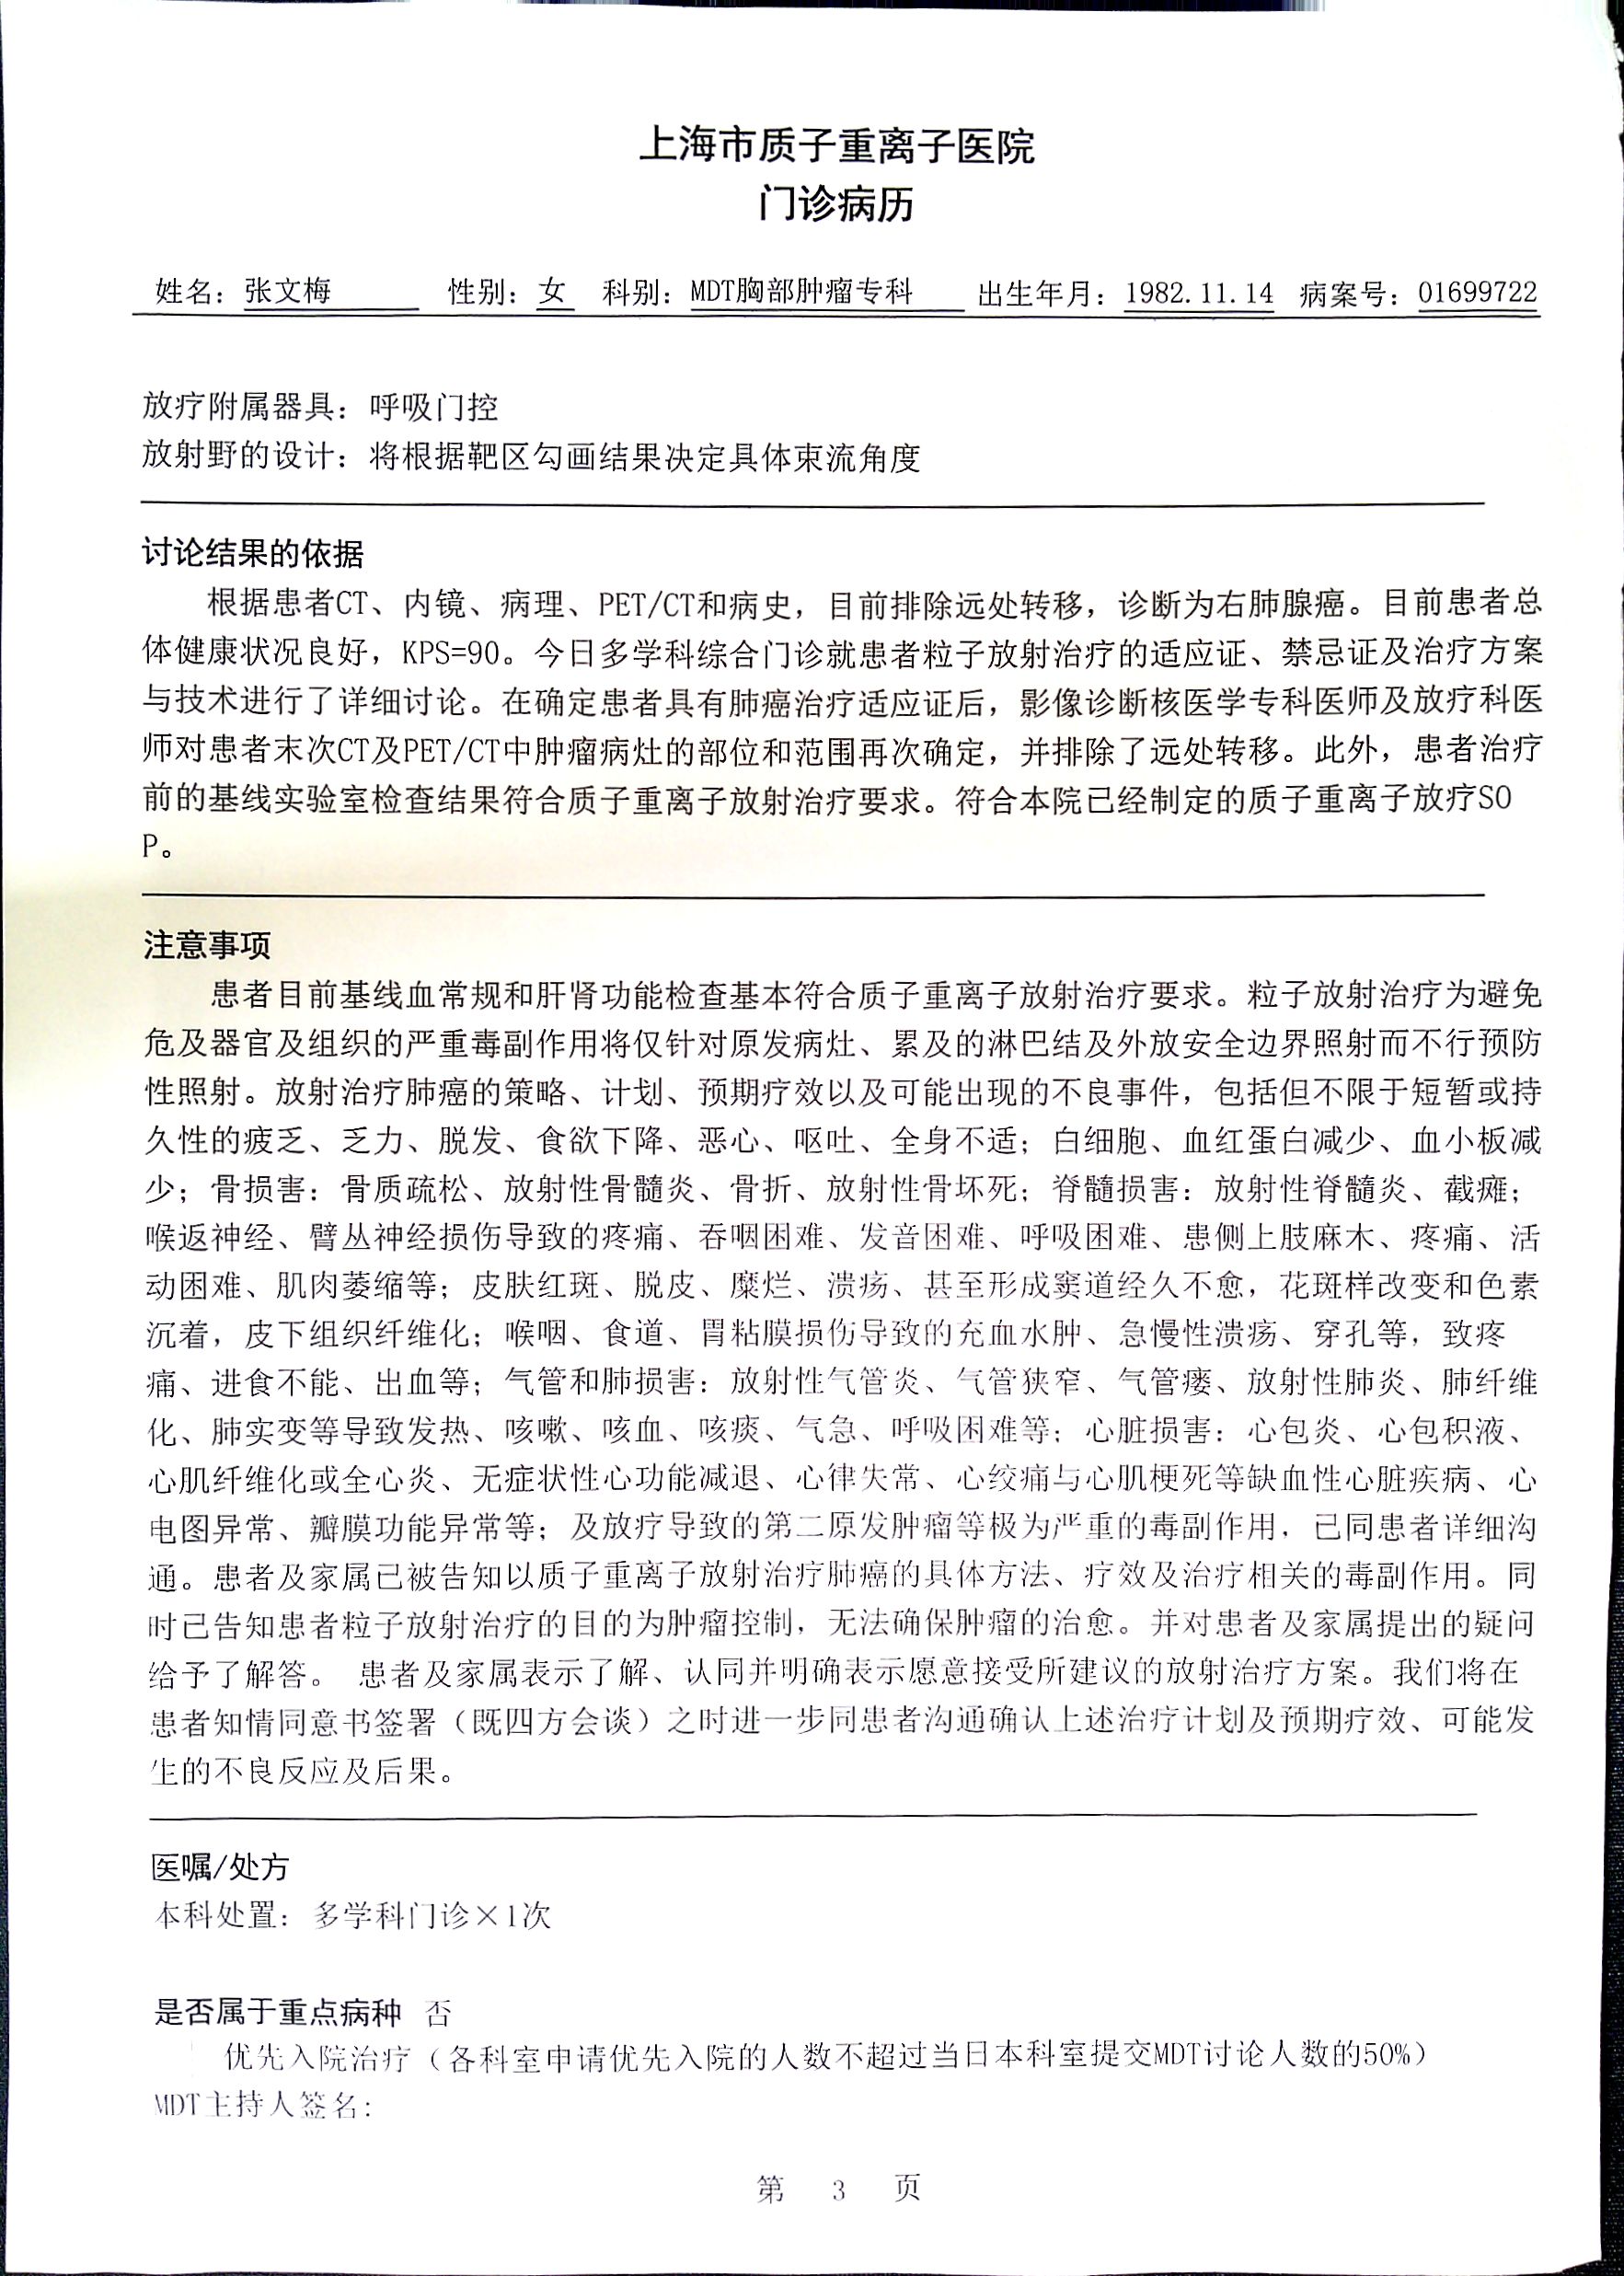 上海市质子重离子医院
门诊病历
姓名：张文梅 性别：女 科别：MDT胸部肿瘤专科 出生年月：1982.11.14 病案号：01699722
放疗附属器具：呼吸门控
放射野的设计：将根据靶区勾画结果决定具体束流角度
讨论结果的依据
根据患者CT、内镜、病理、PET/CT和病史，目前排除远处转移，诊断为右肺腺癌。目前患者总
体健康状况良好，KPS=90。今日多学科综合门诊就患者粒子放射治疗的适应证、禁忌证及治疗方案
与技术进行了详细讨论。在确定患者具有肺癌治疗适应证后，影像诊断核医学专科医师及放疗科医
师对患者末次CT及PET/CT中肿瘤病灶的部位和范围再次确定，并排除了远处转移。此外，患者治疗
前的基线实验室检查结果符合质子重离子放射治疗要求。符合本院已经制定的质子重离子放疗SO
P。
注意事项
患者目前基线血常规和肝肾功能检查基本符合质子重离子放射治疗要求。粒子放射治疗为避免
危及器官及组织的严重毒副作用将仅针对原发病灶、累及的淋巴结及外放安全边界照射而不行预防
性照射。放射治疗肺癌的策略、计划、预期疗效以及可能出现的不良事件，包括但不限于短暂或持
久性的疲乏、乏力、脱发、食欲下降、恶心、呕吐、全身不适；白细胞、血红蛋白减少、血小板减
少；骨损害：骨质疏松、放射性骨髓炎、骨折、放射性骨坏死；脊髓损害：放射性脊髓炎、截瘫；
喉返神经、臂丛神经损伤导致的疼痛、吞咽困难、发音困难、呼吸困难、患侧上肢麻木、疼痛、活
动困难、肌肉萎缩等；皮肤红斑、脱皮、糜烂、溃疡、甚至形成窦道经久不愈，花斑样改变和色素
沉着，皮下组织纤维化；喉咽、食道、胃粘膜损伤导致的充血水肿、急慢性溃疡、穿孔等，致疼
痛、进食不能、出血等；气管和肺损害：放射性气管炎、气管狭窄、气管瘘、放射性肺炎、肺纤维
化、肺实变等导致发热、咳嗽、咳血、咳痰、气急、呼吸困难等；心脏损害：心包炎、心包积液、
心肌纤维化或全心炎、无症状性心功能减退、心律失常、心绞痛与心肌梗死等缺血性心脏疾病、心
电图异常、瓣膜功能异常等；及放疗导致的第二原发肿瘤等极为严重的毒副作用，已同患者详细沟
通。患者及家属已被告知以质子重离子放射治疗肺癌的具体方法、疗效及治疗相关的毒副作用。同
时已告知患者粒子放射治疗的目的为肿瘤控制，无法确保肿瘤的治愈。并对患者及家属提出的疑问
给予了解答。 患者及家属表示了解、认同并明确表示愿意接受所建议的放射治疗方案。我们将在
患者知情同意书签署（既四方会谈）之时进一步同患者沟通确认上述治疗计划及预期疗效、可能发
生的不良反应及后果。
医嘱/处方
本科处置：多学科门诊×1次
是否属于重点病种 否
优先入院治疗（各科室申请优先入院的人数不超过当日本科室提交MDT讨论人数的50%）
MDT主持人签名：
第 3 页